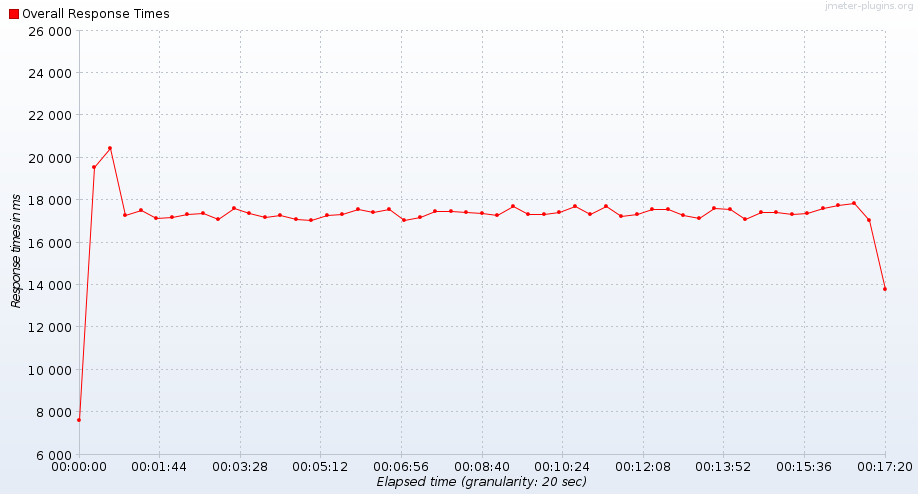 jmeter-plugins.org
Overall Response Times
26 000
24 000
22 000
20 000
18 000
16 000
14 000
12 000
10 000
8 000
6 000
Response times in ms
00:00:00 00:01:44 00:03:28 00:05:12 00:06:56 00:08:40 00:10:24 00:12:08 00:13:52 00:15:36 00:17:20
Elapsed time (granularity: 20 sec)